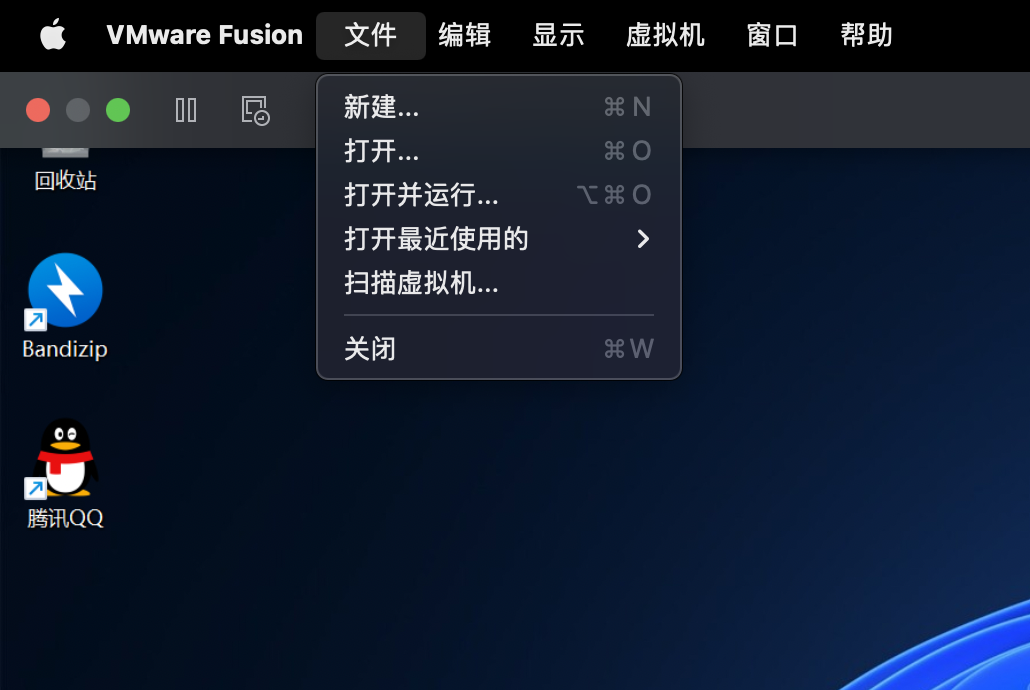 VMware Fusion 文件 编辑 显示 虚拟机 窗口 帮助
新建... ⌘ N
打开... ⌘ O
打开并运行... ⌥ ⌘ O
打开最近使用的
扫描虚拟机...
关闭 ⌘ W
回收站
Bandizip
腾讯QQ